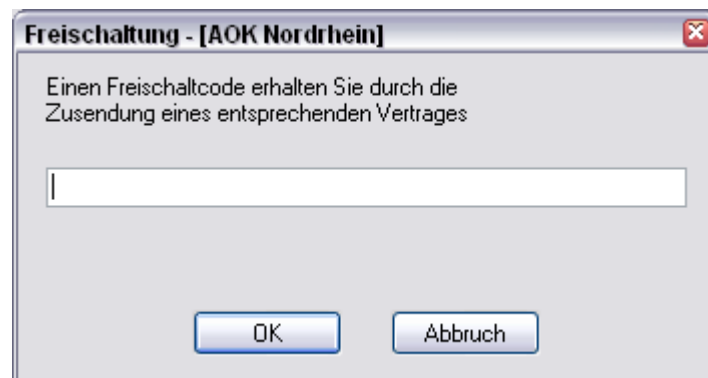 Freischaltung - [AOK Nordrhein]
Einen Freischaltcode erhalten Sie durch die
Zusendung eines entsprechenden Vertrages
OK
Abbruch